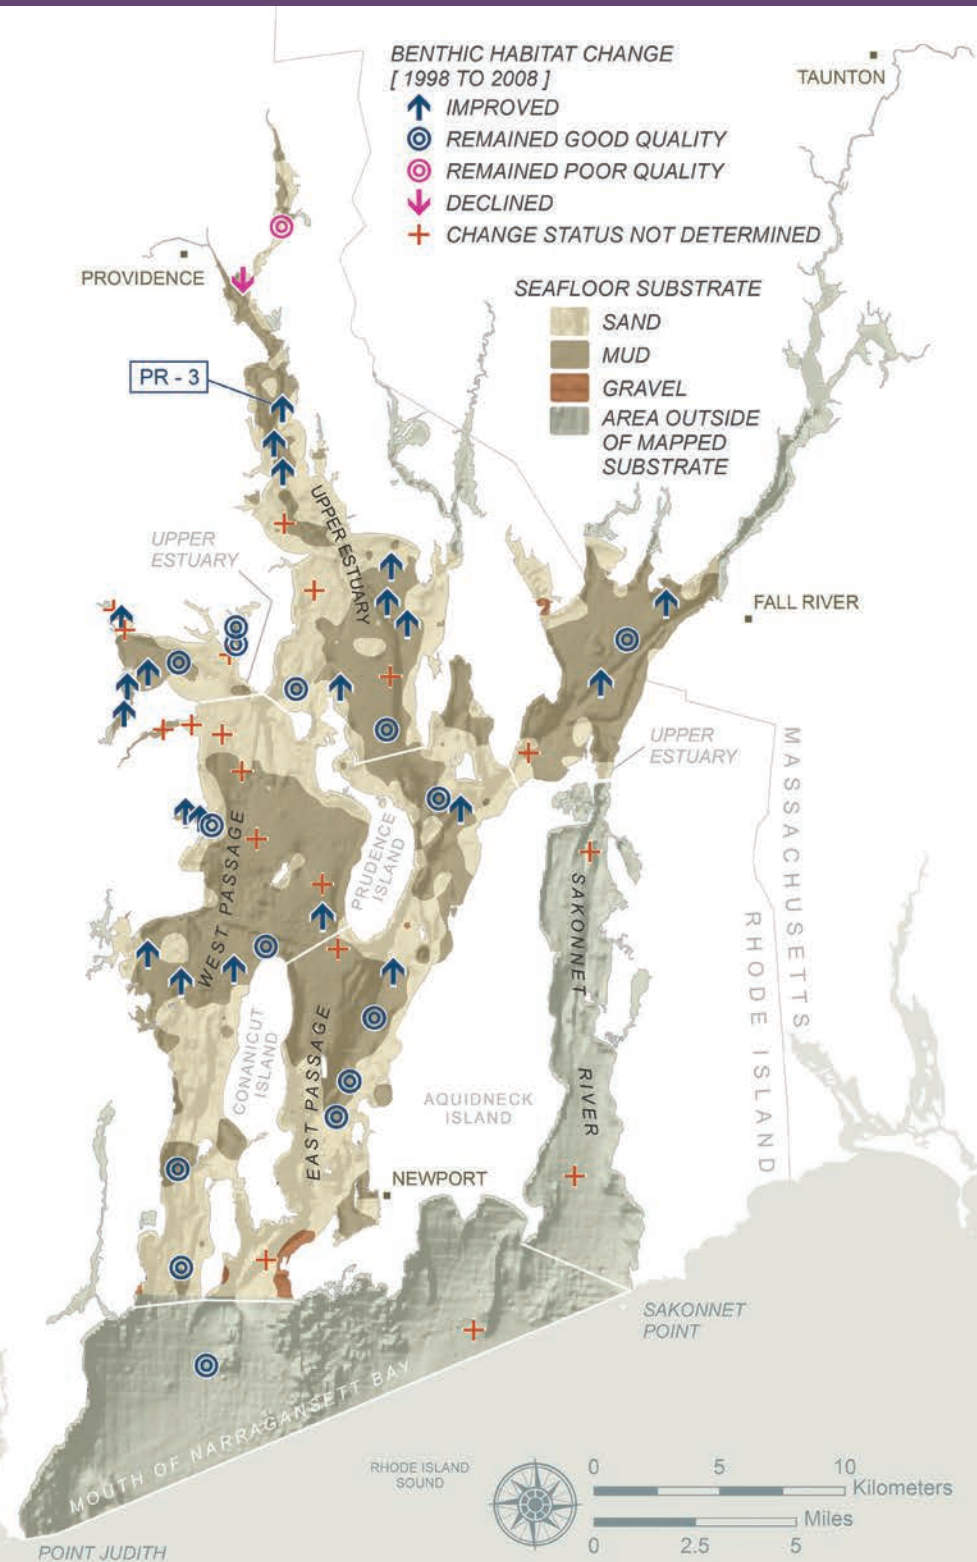 BENTHIC HABITAT CHANGE
[ 1998 TO 2008 ]
IMPROVED
REMAINED GOOD QUALITY
REMAINED POOR QUALITY
DECLINED
CHANGE STATUS NOT DETERMINED
TAUNTON
PROVIDENCE
SEAFLOOR SUBSTRATE
SAND
MUD
GRAVEL
AREA OUTSIDE
OF MAPPED
SUBSTRATE
PR - 3
UPPER ESTUARY
UPPER
ESTUARY
FALL RIVER
UPPER
ESTUARY
MASSACHUSETTS
RHODE ISLAND
PRUDENCE
ISLAND
WEST PASSAGE
SAKONNET
RIVER
CONANICUT
ISLAND
EAST PASSAGE
AQUIDNECK
ISLAND
NEWPORT
SAKONNET
POINT
MOUTH OF NARRAGANSETT BAY
RHODE ISLAND
SOUND
0 5 10
Kilometers
Miles
0 2.5 5
POINT JUDITH